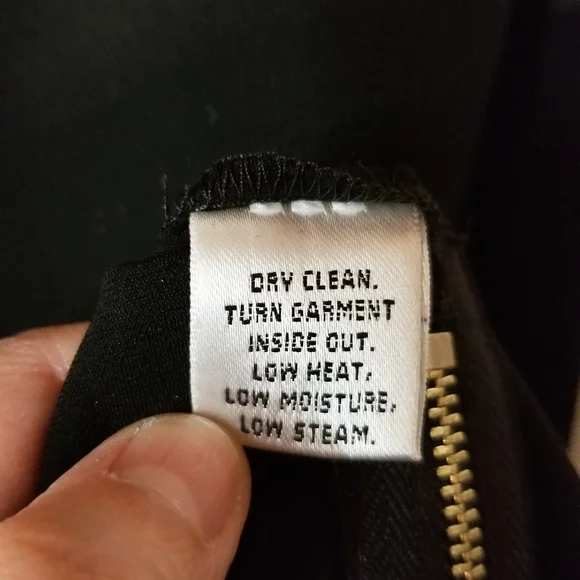 DRY CLEAN.
TURN GARMENT
INSIDE OUT.
LOW HEAT,
LOW MOISTURE,
LOW STEAM.